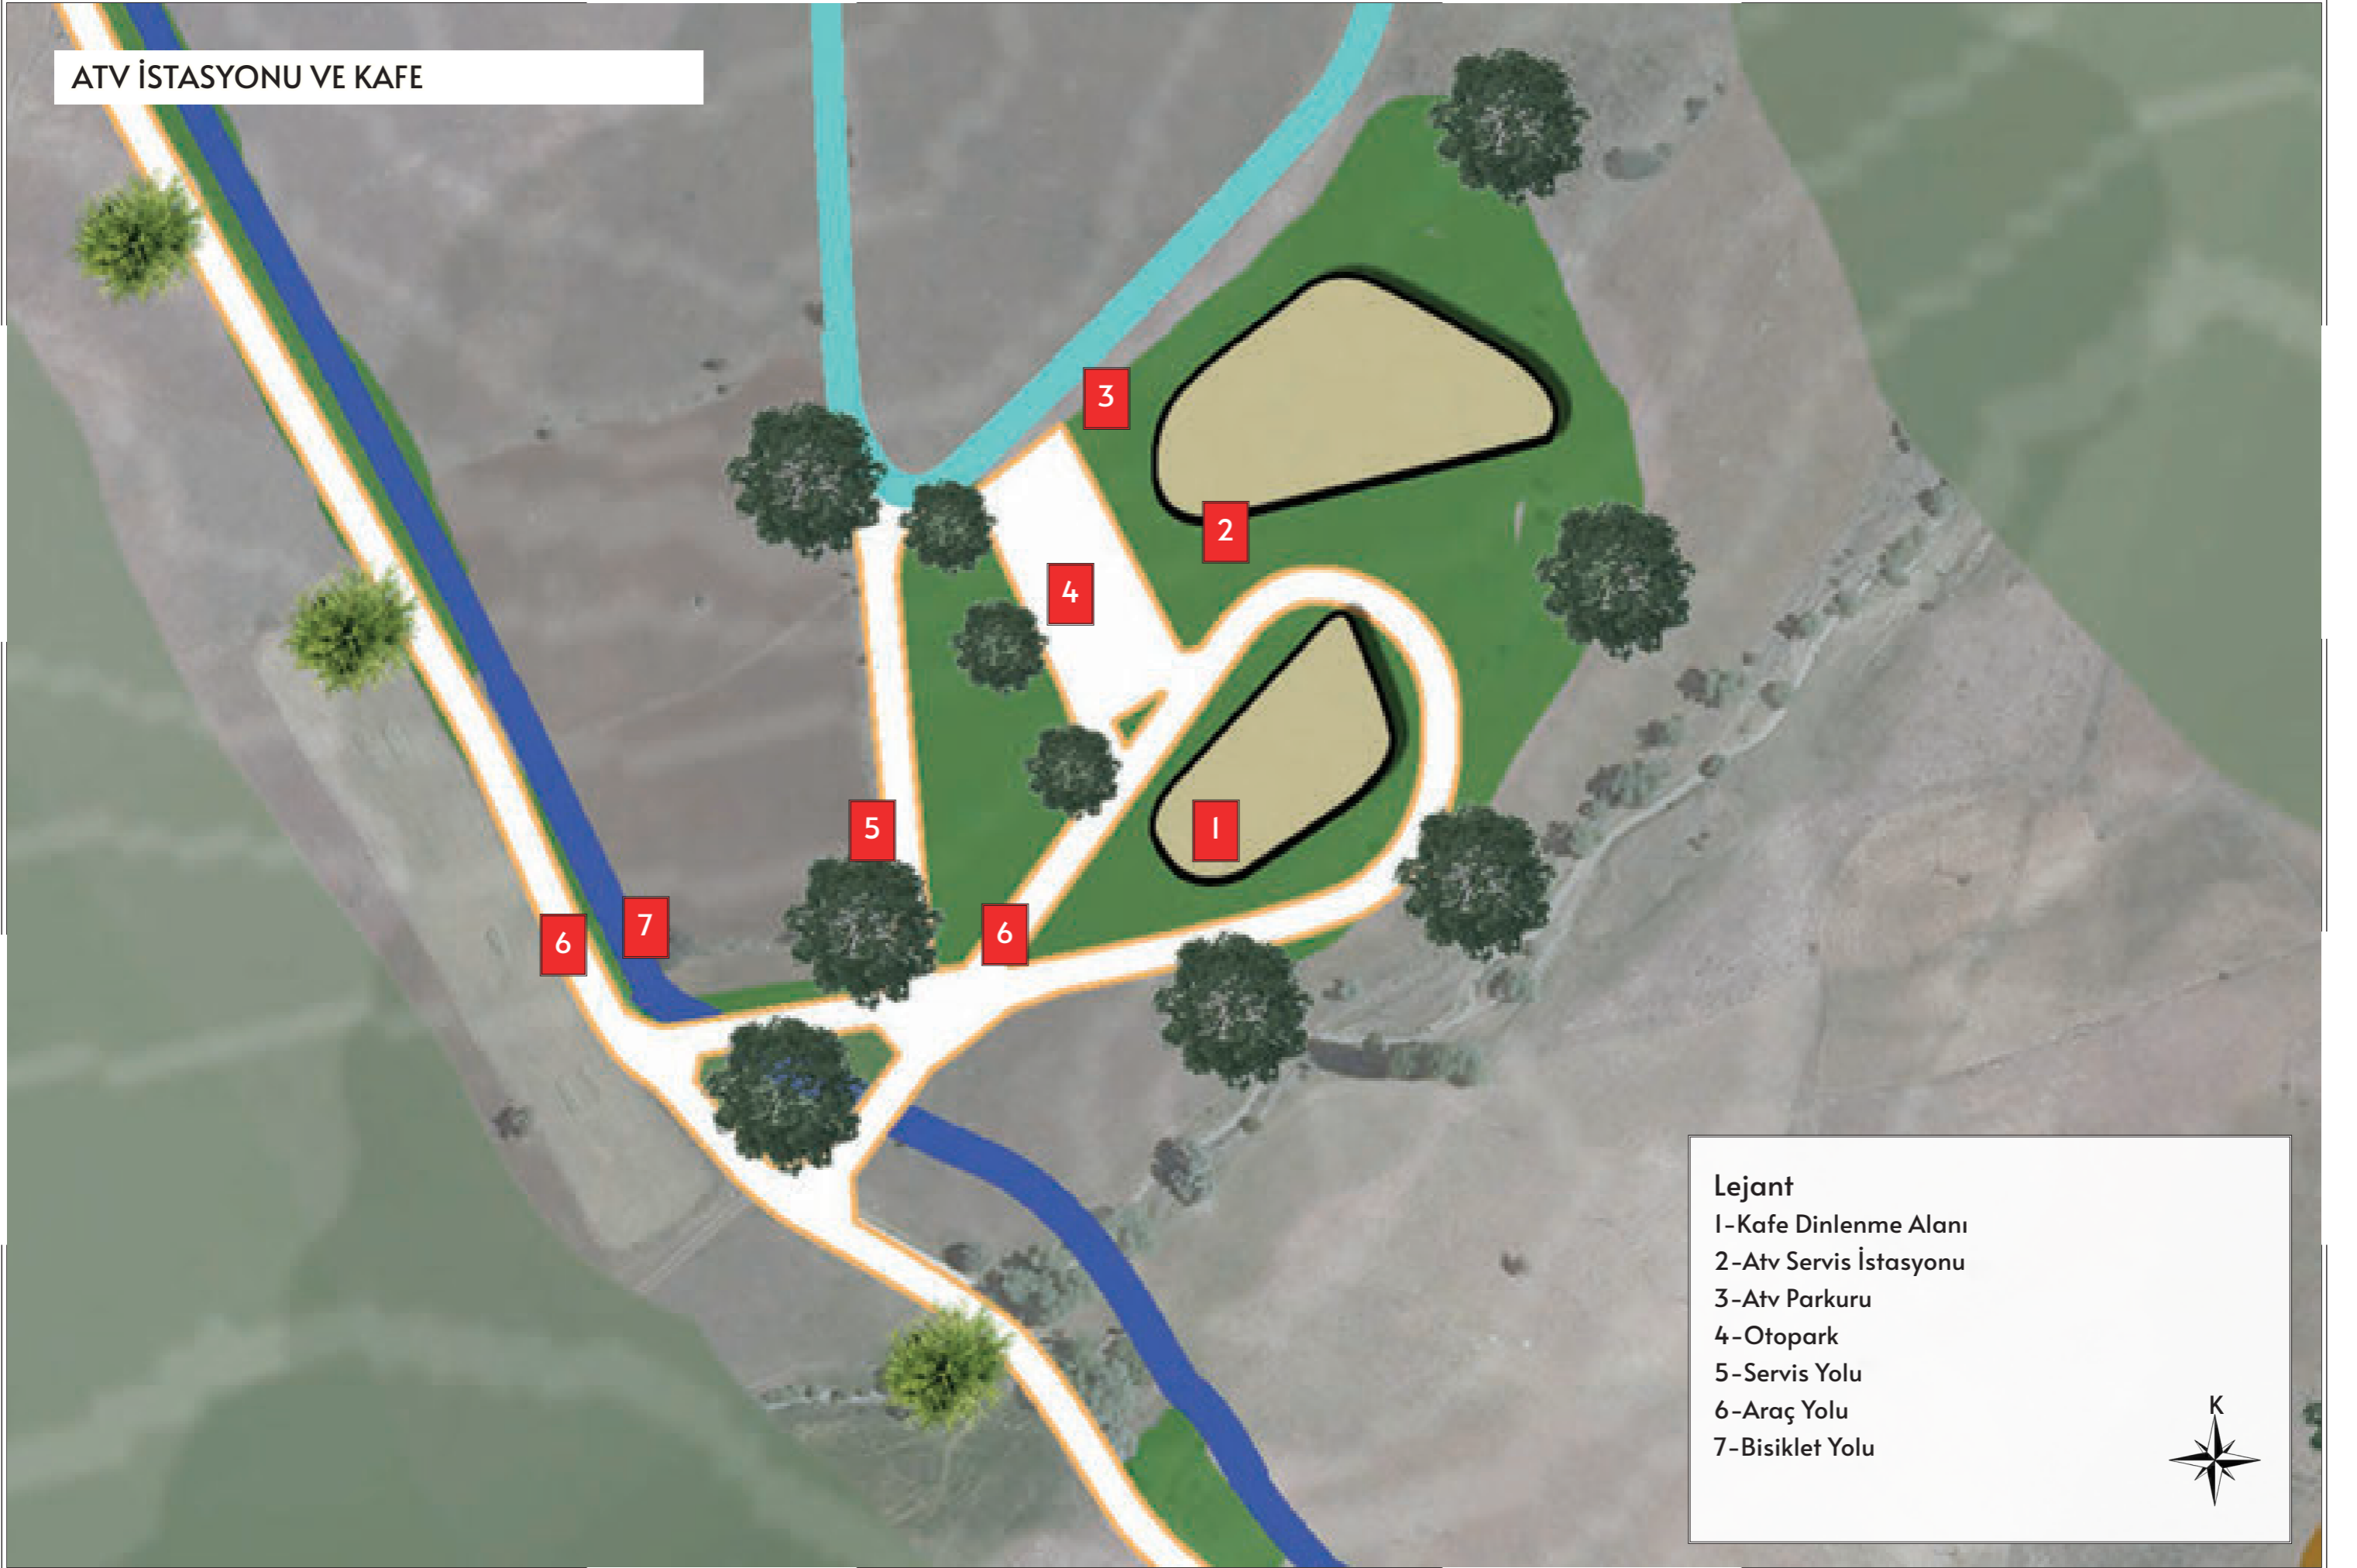 ATV İSTASYONU VE KAFE
3
2
4
5
1
6
7
6
Lejant
1-Kafe Dinlenme Alanı
2-Atv Servis İstasyonu
3-Atv Parkuru
4-Otopark
5-Servis Yolu
6-Araç Yolu
7-Bisiklet Yolu
K